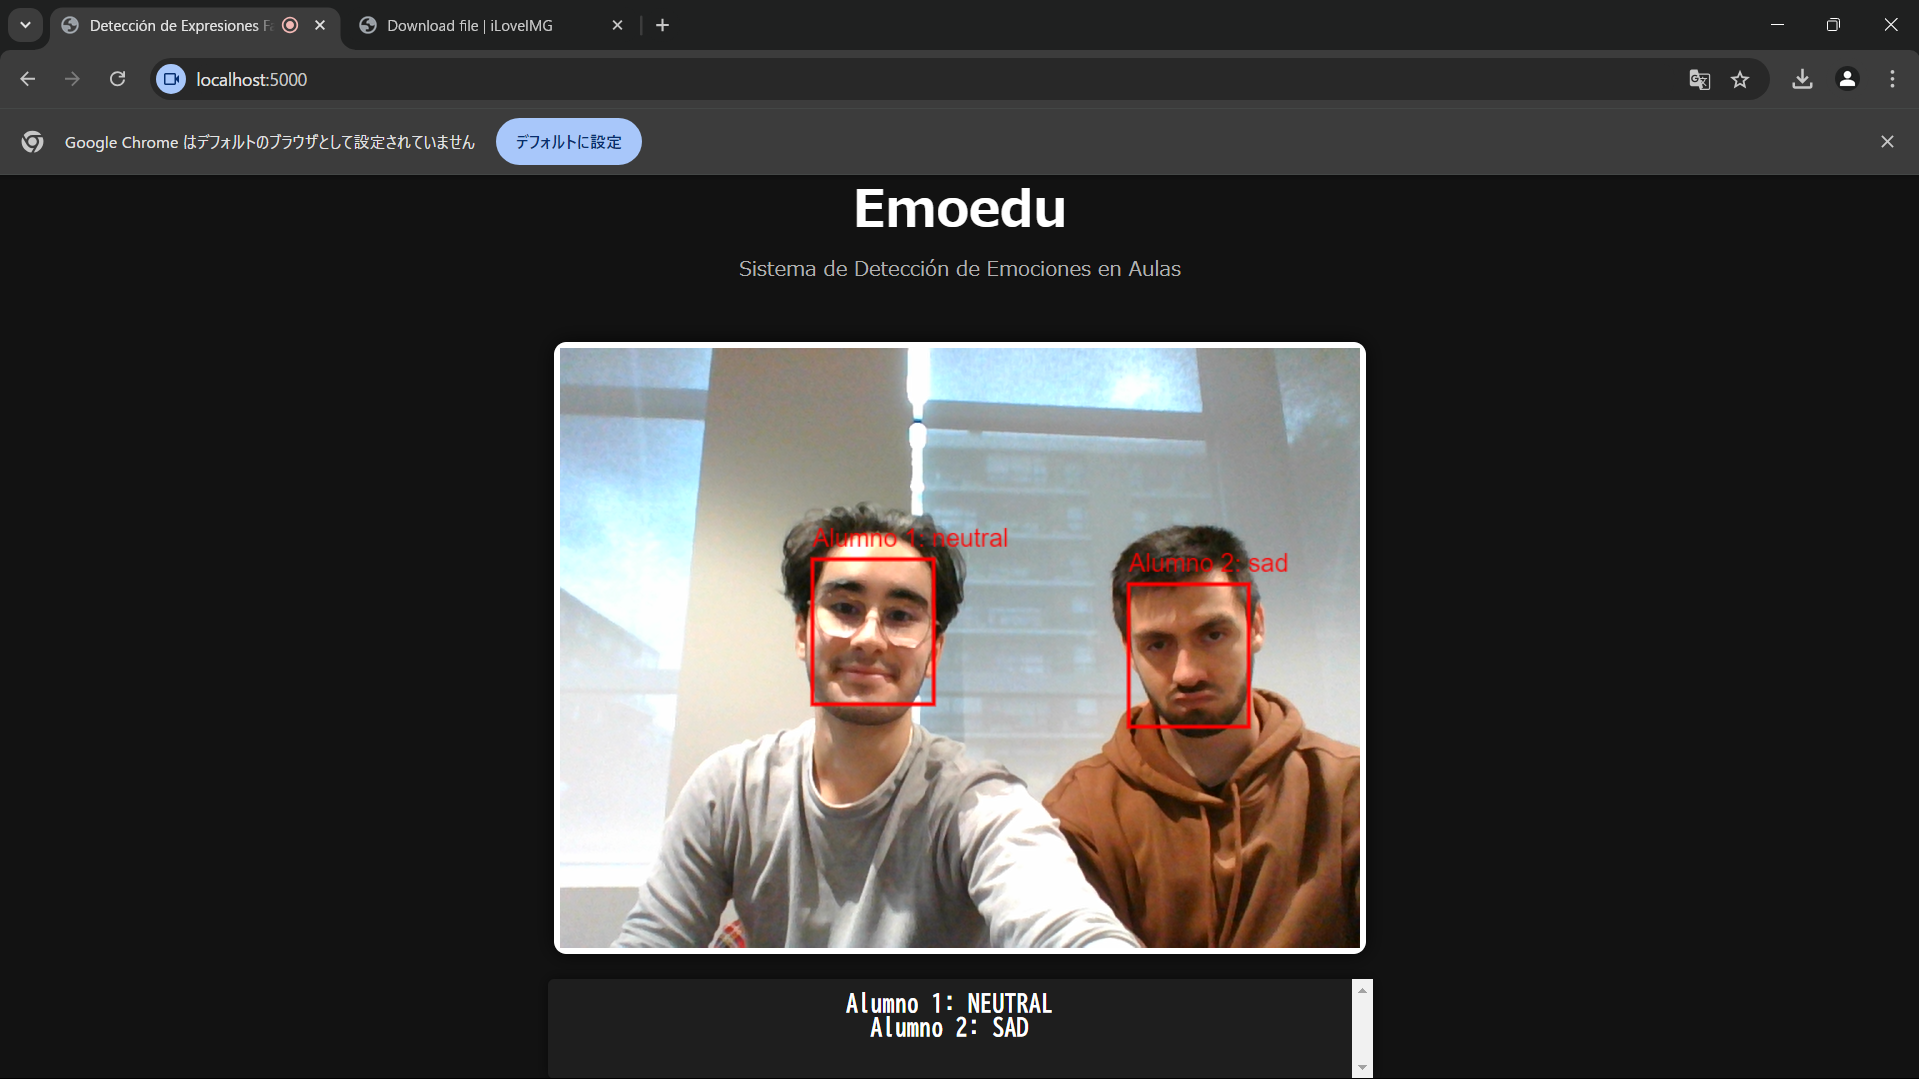 Detección de Expresiones Fa
Download file | iLoveIMG
localhost:5000
Google Chrome はデフォルトのブラウザとして設定されていません
デフォルトに設定
Emoedu
Sistema de Detección de Emociones en Aulas
Alumno 1: neutral
Alumno 2: sad
Alumno 1: NEUTRAL
Alumno 2: SAD